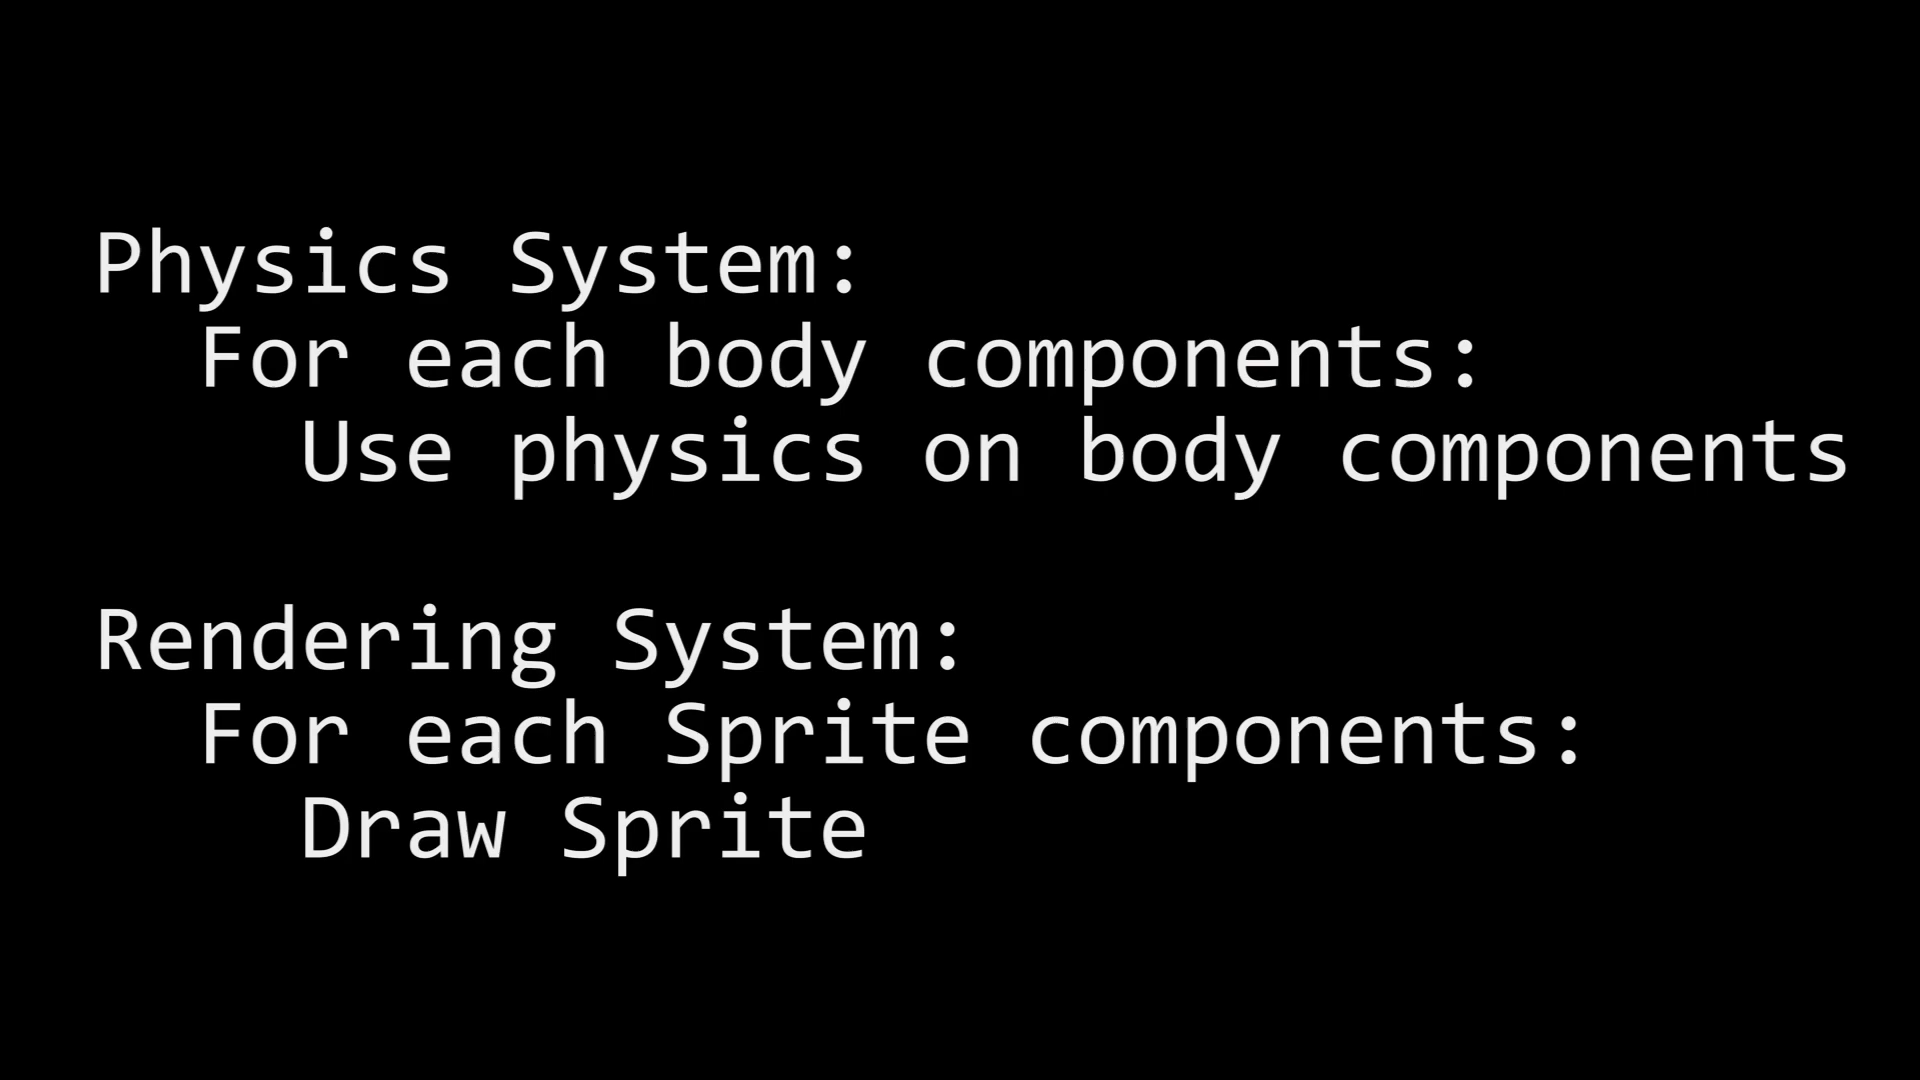 Physics System:
For each body components:
Use physics on body components
Rendering System:
For each Sprite components:
Draw Sprite